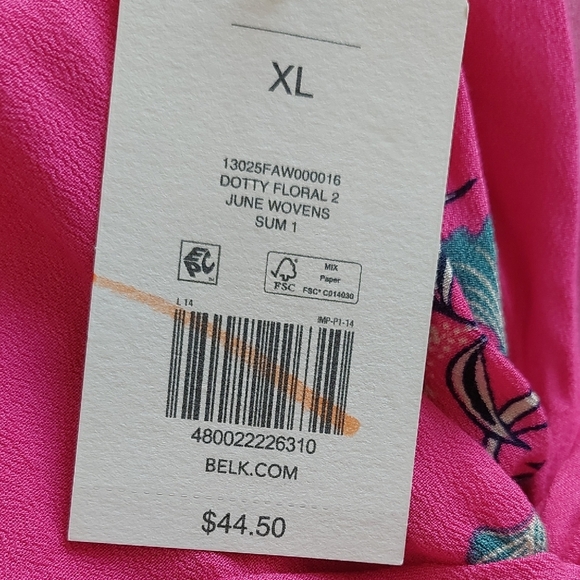 XL
13025FAW000016
DOTTY FLORAL 2
JUNE WOVENS
SUM 1
EPC
FSC
MIX
Paper
FSC® C014030
L 14
IMP-P1-14
480022226310
BELK.COM
$44.50